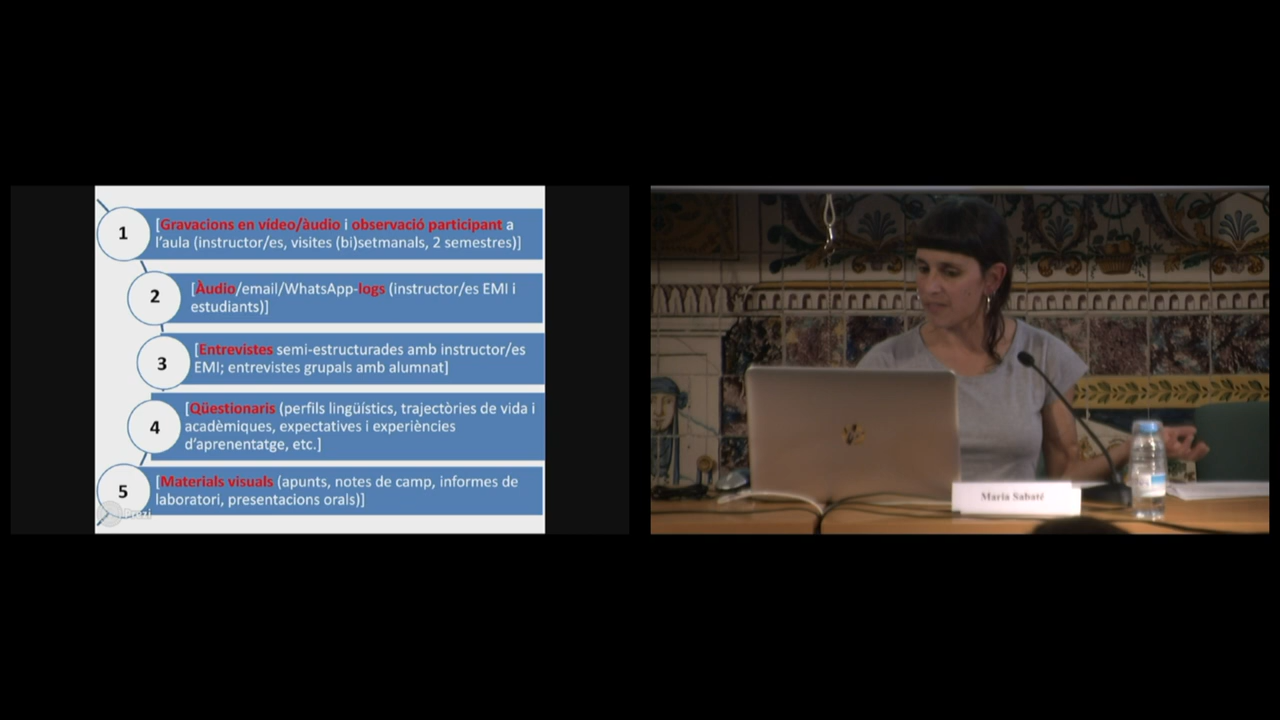 1
[Gravacions en vídeo/àudio i observació participant a
l'aula (instructor/es, visites (bi)setmanals, 2 semestres)]
2
[Àudio/email/WhatsApp-logs (instructor/es EMI i
estudiants)]
3
[Entrevistes semi-estructurades amb instructor/es
EMI; entrevistes grupals amb alumnat]
4
[Qüestionaris (perfils lingüístics, trajectòries de vida i
acadèmiques, expectatives i experiències
d'aprenentatge, etc.]
5
[Materials visuals (apunts, notes de camp, informes de
laboratori, presentacions orals)]
Prezi
Maria Sabaté